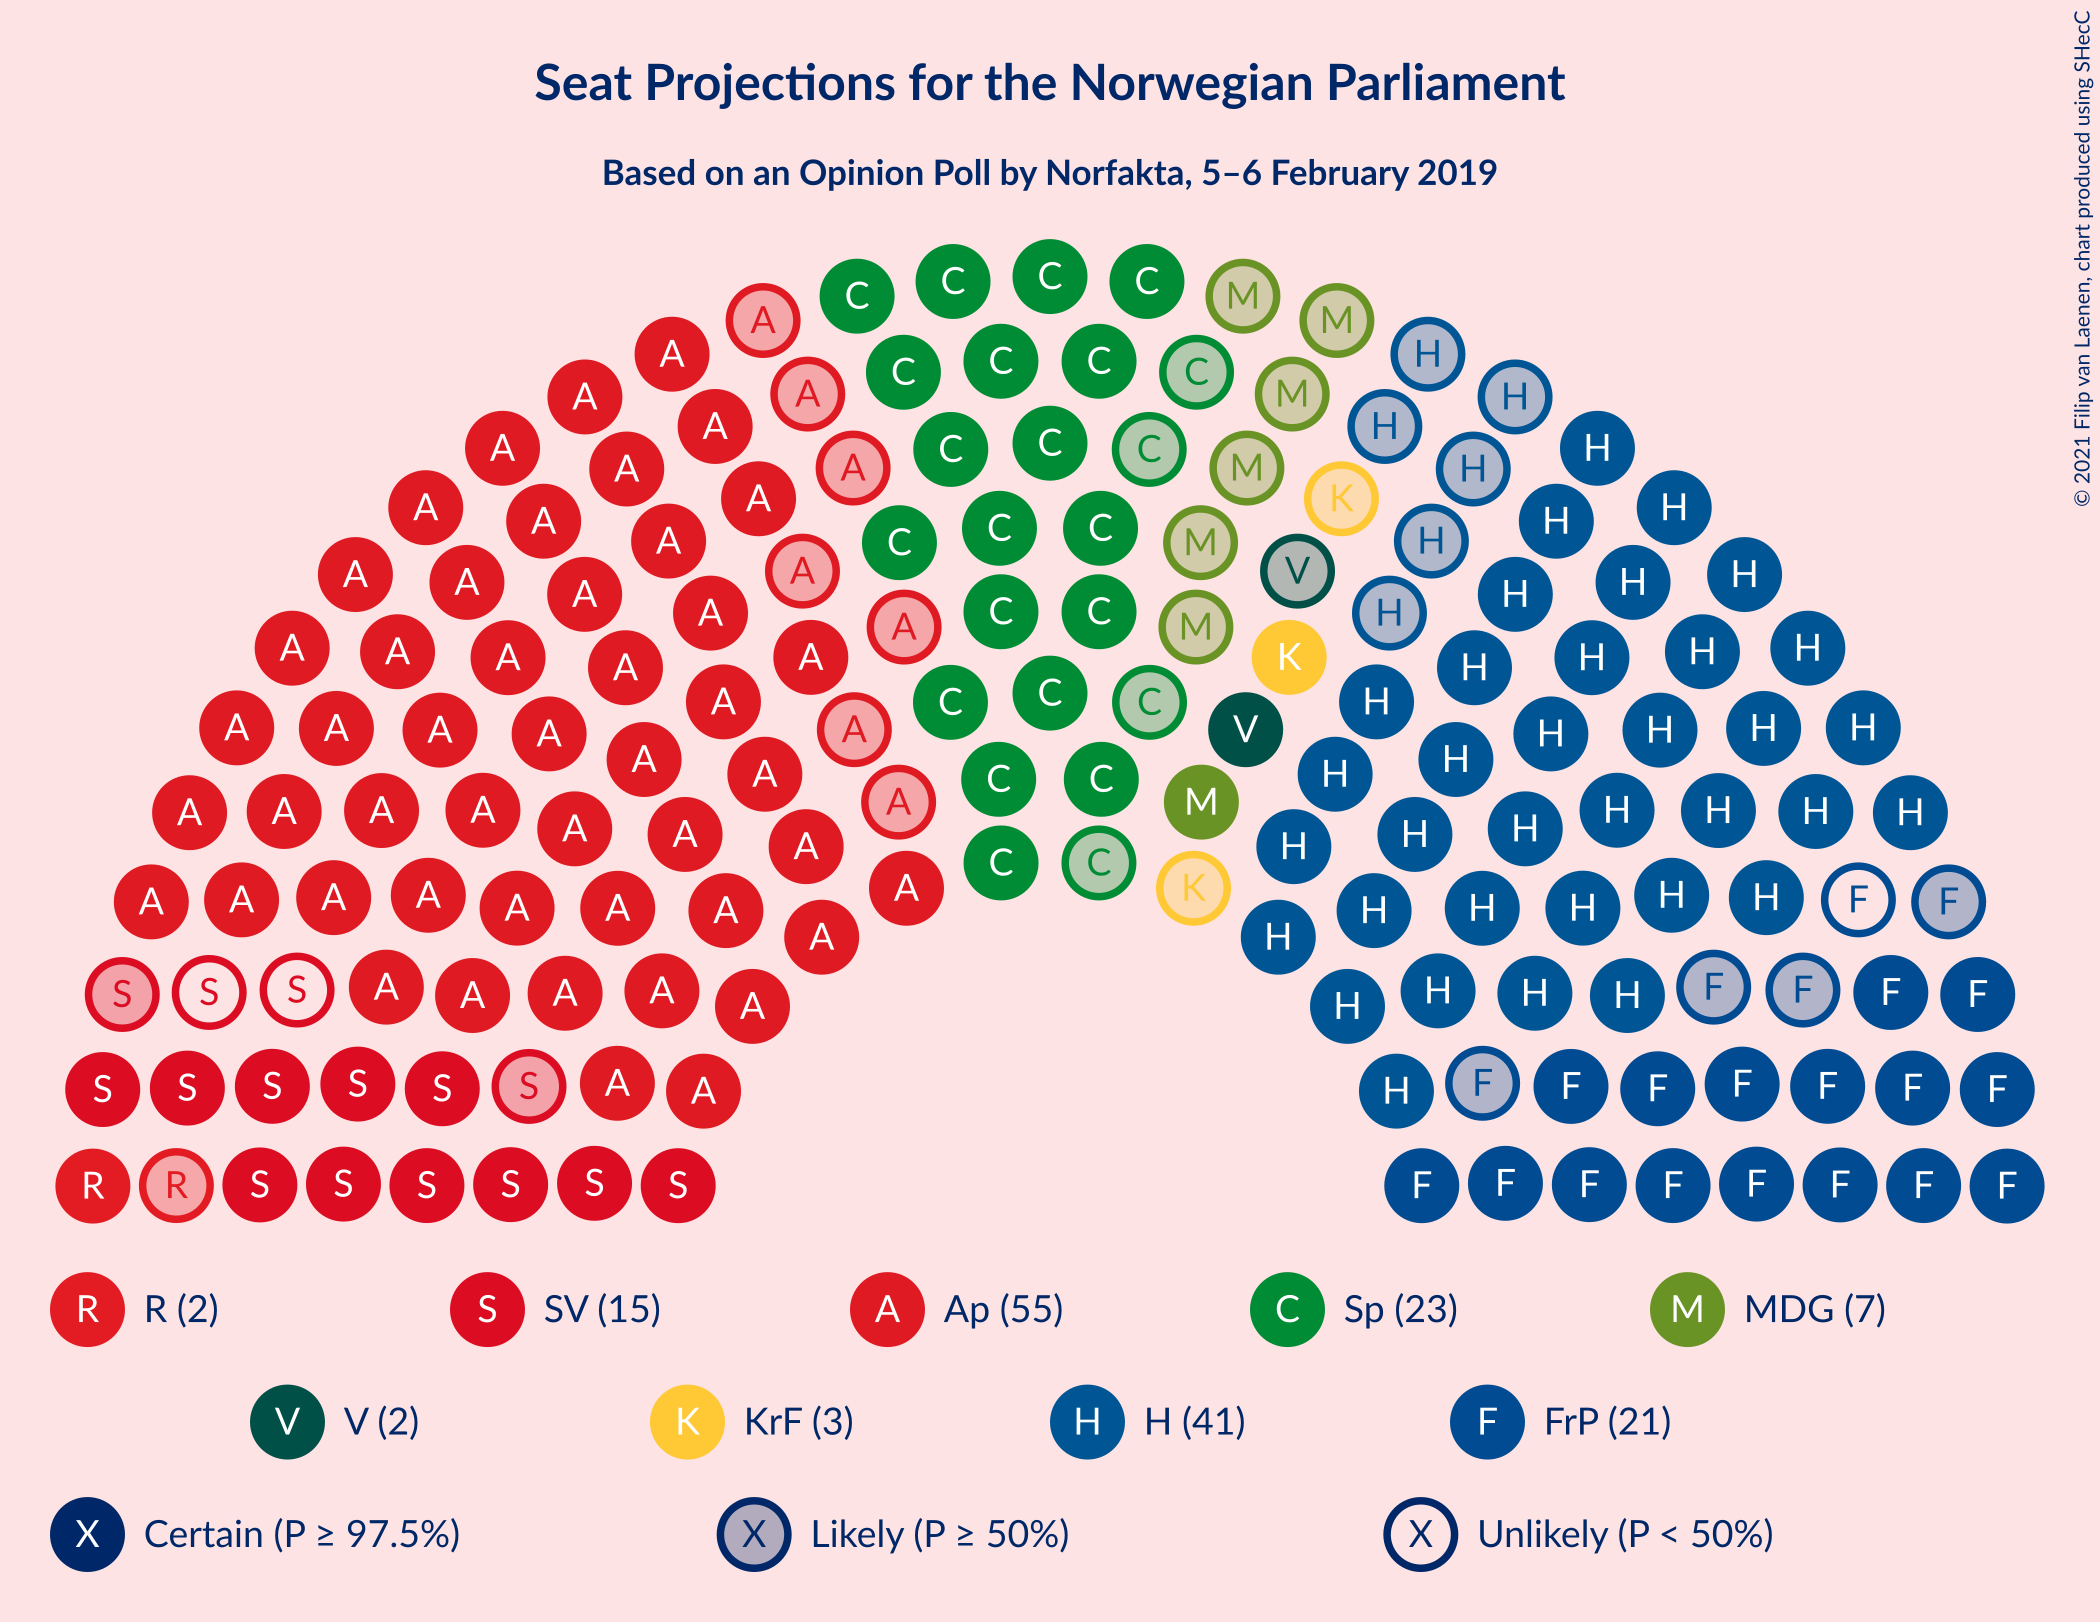 Seat Projections for the Norwegian Parliament
Based on an Opinion Poll by Norfakta, 5–6 February 2019
© 2021 Filip van Laenen, chart produced using SHecC
C C C C
A C C C C M M
A A C C C M H H
A A A C C C M K H H H
A A A A C C C M V H H H H
A A A A A C C M K H H H H
A A A A A A C C C V H H H H H
A A A A A A A C C M H H H H H H
A A A A A A A A C C K H H H H H F F
S S S A A A A A H H H H F F F F
S S S S S S A A H F F F F F F F
R R S S S S S S F F F F F F F F
R R (2) S SV (15) A Ap (55) C Sp (23) M MDG (7)
V V (2) K KrF (3) H H (41) F FrP (21)
X Certain (P ≥ 97.5%) X Likely (P ≥ 50%) X Unlikely (P < 50%)